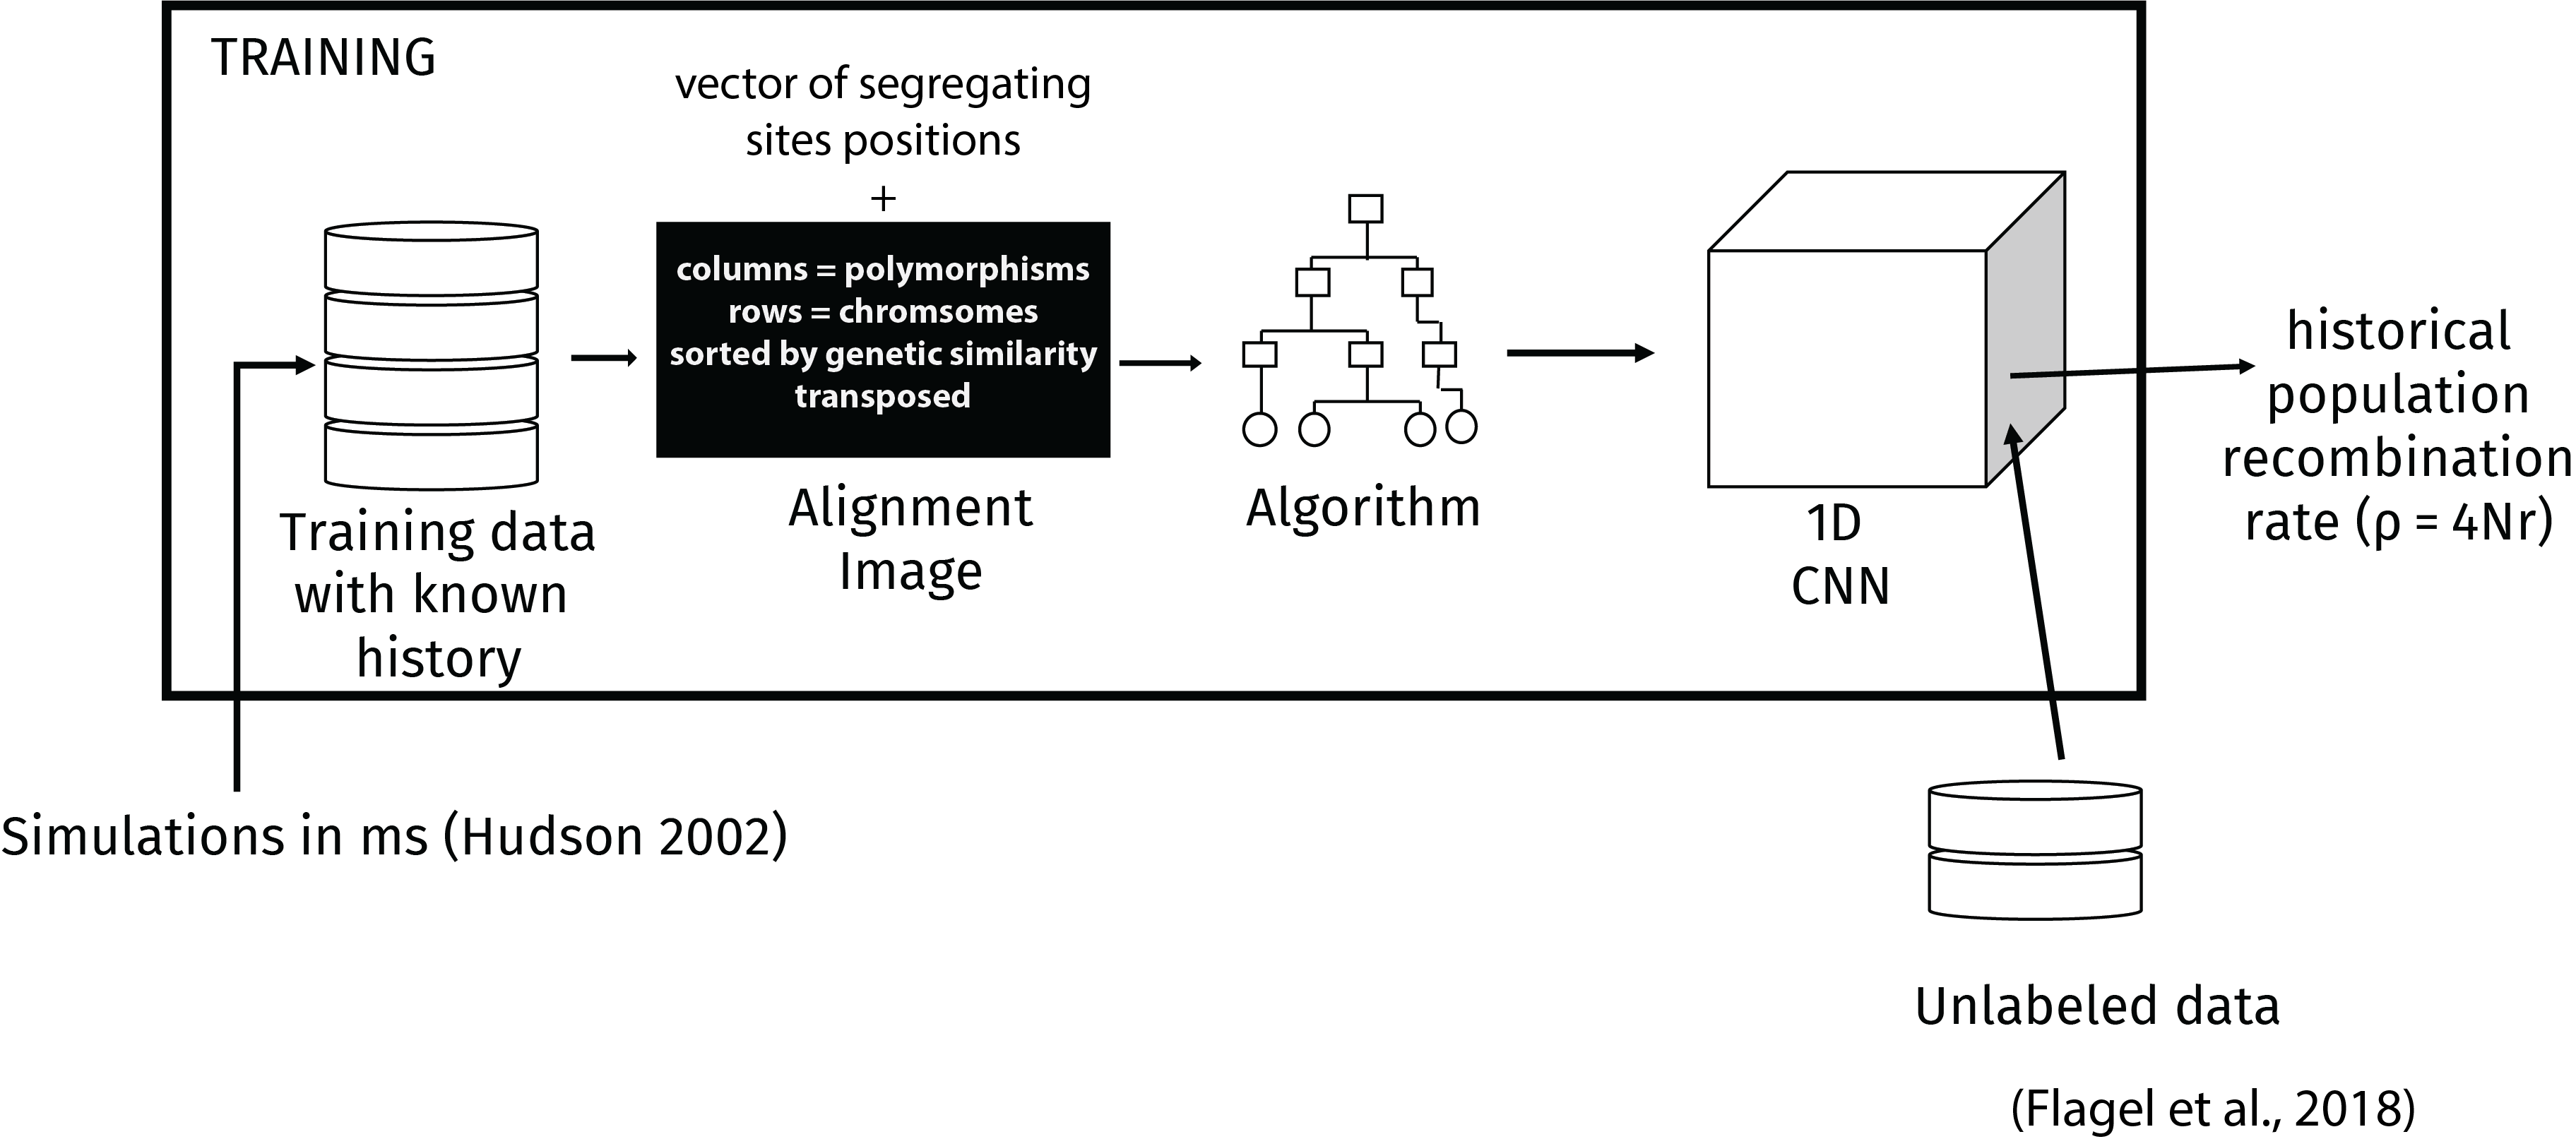 TRAINING
vector of segregating
sites positions
+
columns = polymorphisms
rows = chromsomes
sorted by genetic similarity
transposed
Training data
with known
history
Alignment
Image
Algorithm
1D
CNN
historical
population
recombination
rate (ρ = 4Nr)
Simulations in ms (Hudson 2002)
Unlabeled data
(Flagel et al., 2018)